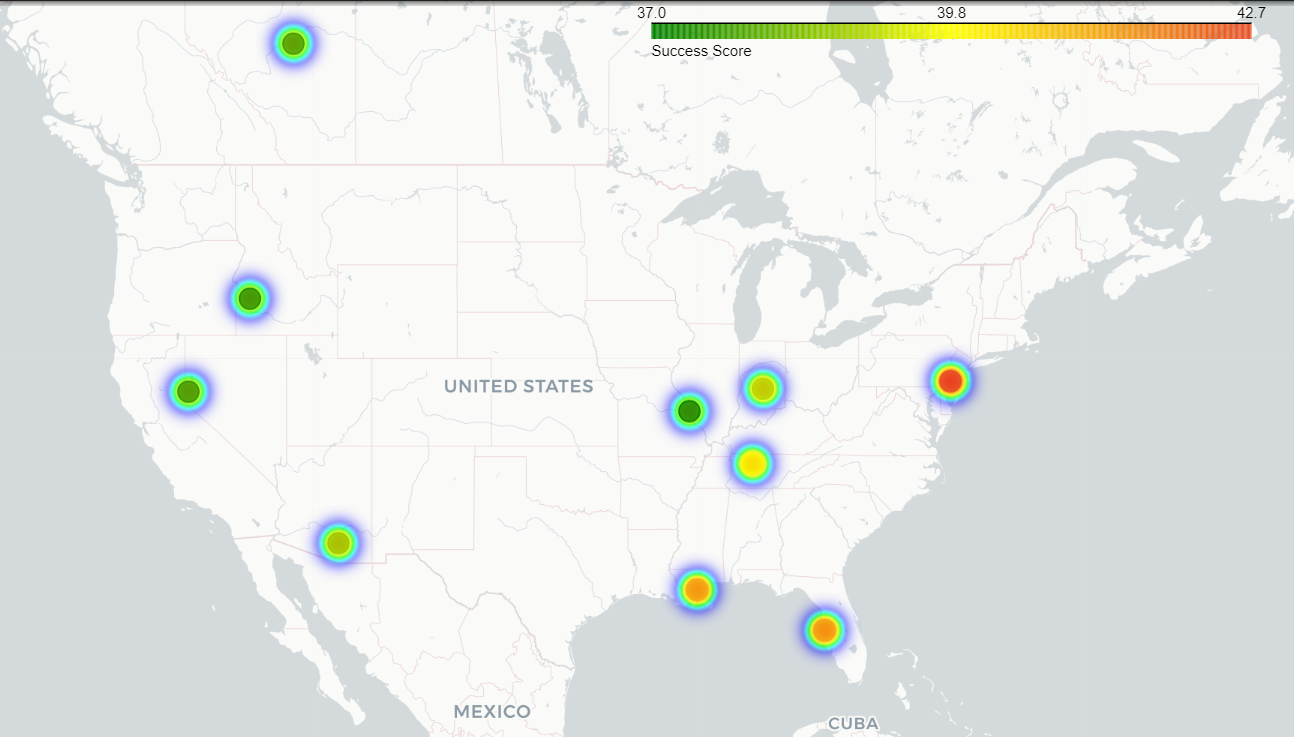 37.0 39.8 42.7
Success Score
UNITED STATES
MEXICO
CUBA